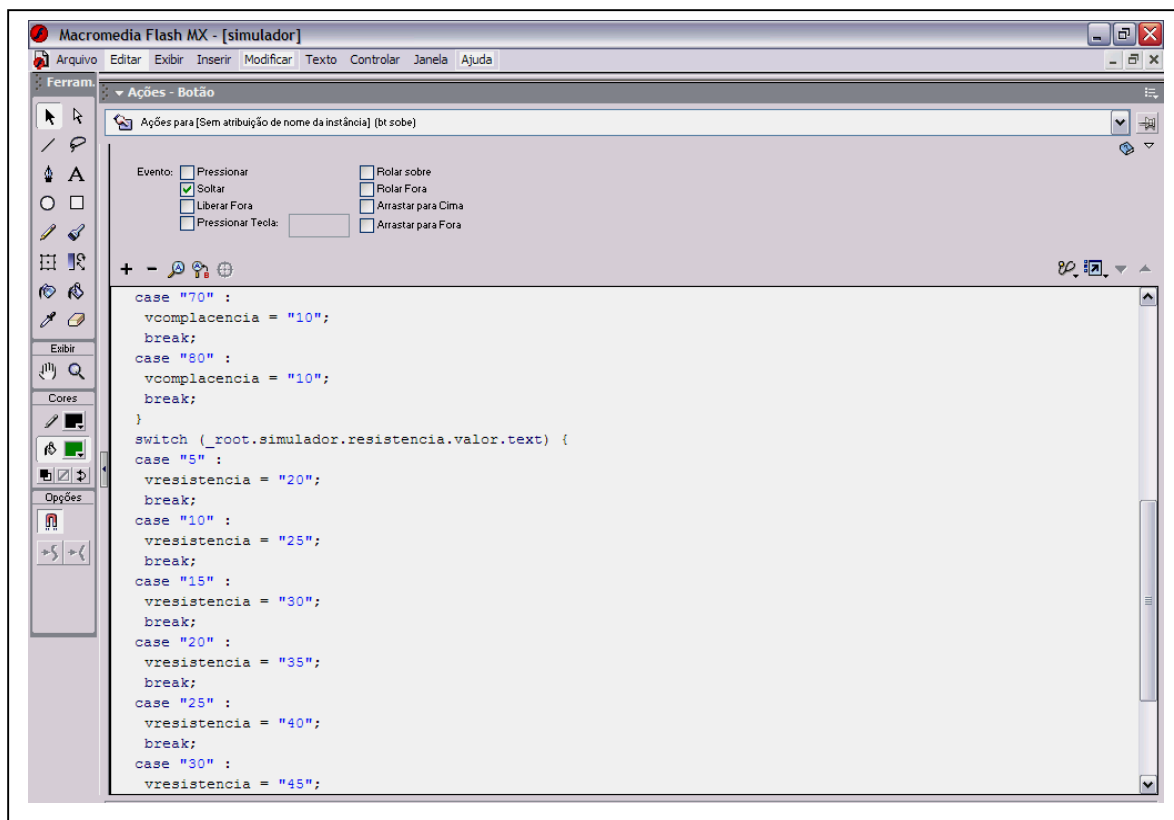 Macromedia Flash MX - [simulador]
Arquivo Editar Exibir Inserir Modificar Texto Controlar Janela Ajuda
Ferram.
Ações - Botão
Ações para [Sem atribuição de nome da instância] (bt sobe)
Evento: Pressionar Rolar sobre
Soltar Rolar Fora
Liberar Fora Arrastar para Cima
Pressionar Tecla: Arrastar para Fora
Exibir
Cores
Opções
case "70" :
vcomplacencia = "10";
break;
case "80" :
vcomplacencia = "10";
break;
}
switch (_root.simulador.resistencia.valor.text) {
case "5" :
vresistencia = "20";
break;
case "10" :
vresistencia = "25";
break;
case "15" :
vresistencia = "30";
break;
case "20" :
vresistencia = "35";
break;
case "25" :
vresistencia = "40";
break;
case "30" :
vresistencia = "45";